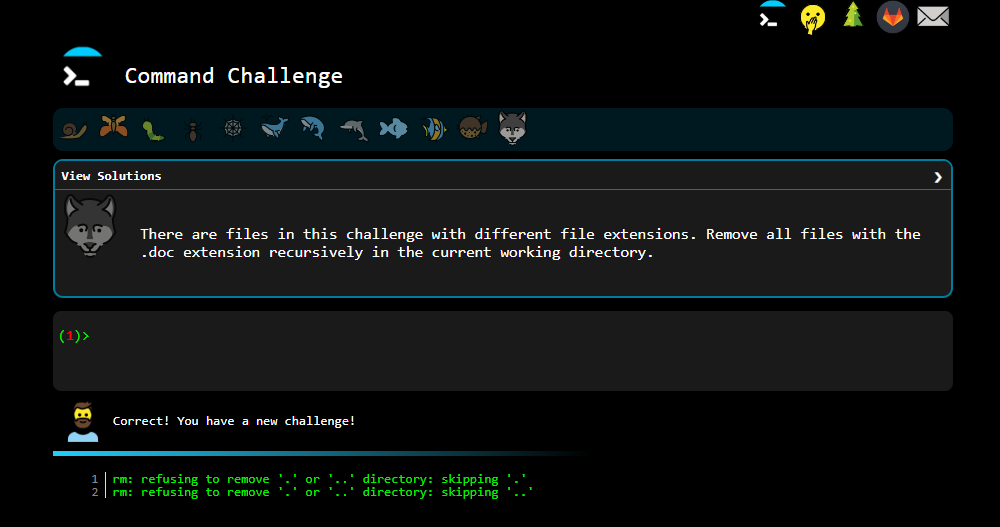 Command Challenge
View Solutions
There are files in this challenge with different file extensions. Remove all files with the
.doc extension recursively in the current working directory.
(1)>
Correct! You have a new challenge!
1 rm: refusing to remove '.' or '..' directory: skipping '.'
2 rm: refusing to remove '.' or '..' directory: skipping '..'